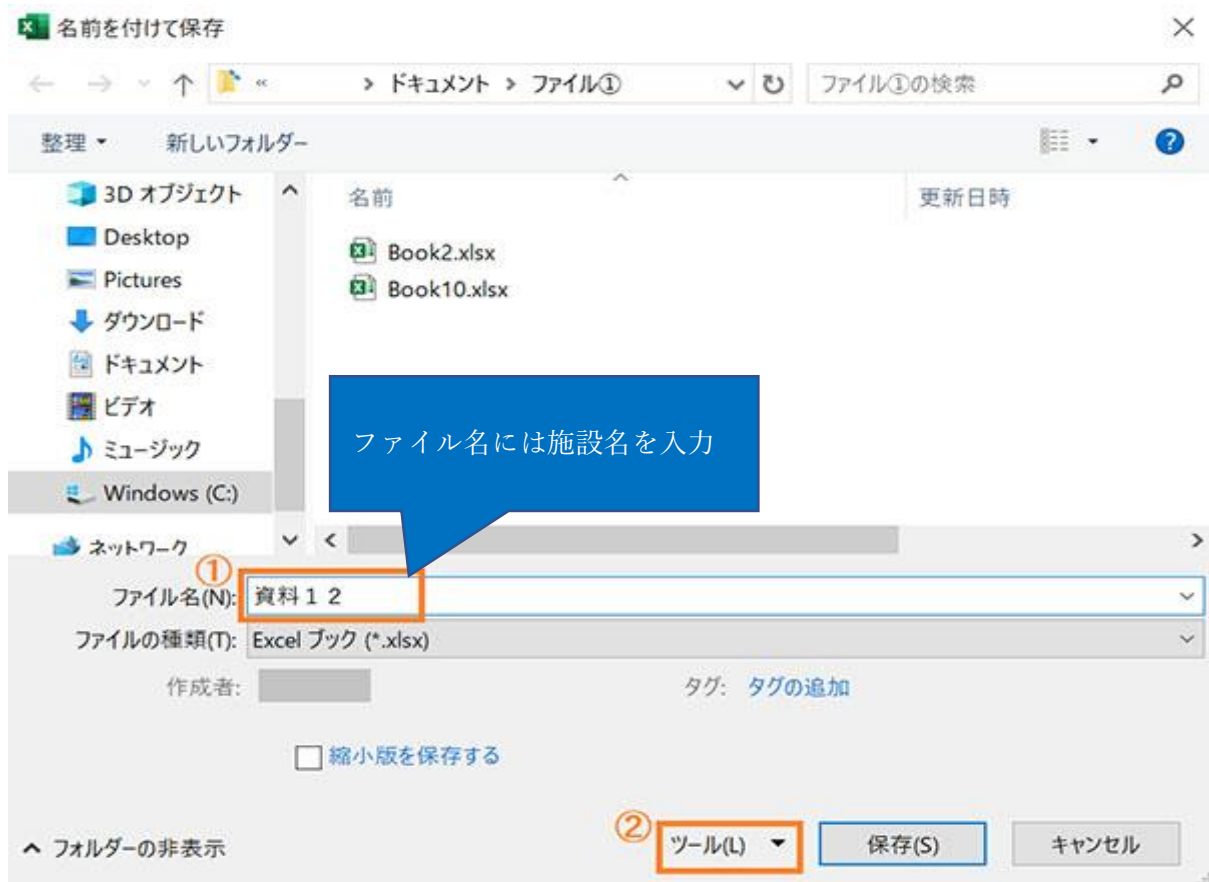 名前を付けて保存
« > ドキュメント > ファイル① ファイル①の検索
整理 新しいフォルダー
名前 更新日時
3D オブジェクト
Desktop
Pictures
ダウンロード
ドキュメント
ビデオ
ミュージック
Windows (C:)
ネットワーク
Book2.xlsx
Book10.xlsx
ファイル名には施設名を入力
①
ファイル名(N): 資料１２
ファイルの種類(T): Excel ブック (*.xlsx)
作成者: タグ: タグの追加
縮小版を保存する
②
フォルダーの非表示 ツール(L) 保存(S) キャンセル